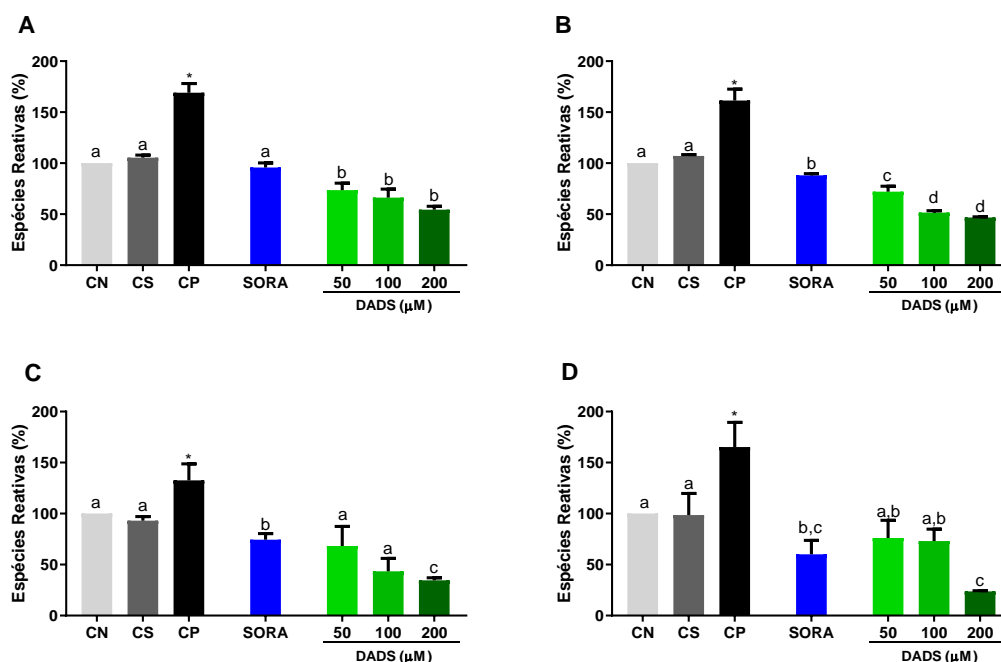 A
Espécies Reativas (%)
200
150
100
50
0
a a * a b b b
CN CS CP SORA 50 100 200
DADS (μM)
B
Espécies Reativas (%)
200
150
100
50
0
a a * b c d d
CN CS CP SORA 50 100 200
DADS (μM)
C
Espécies Reativas (%)
200
150
100
50
0
a a * b a a c
CN CS CP SORA 50 100 200
DADS (μM)
D
Espécies Reativas (%)
200
150
100
50
0
a a * b,c a,b a,b c
CN CS CP SORA 50 100 200
DADS (μM)